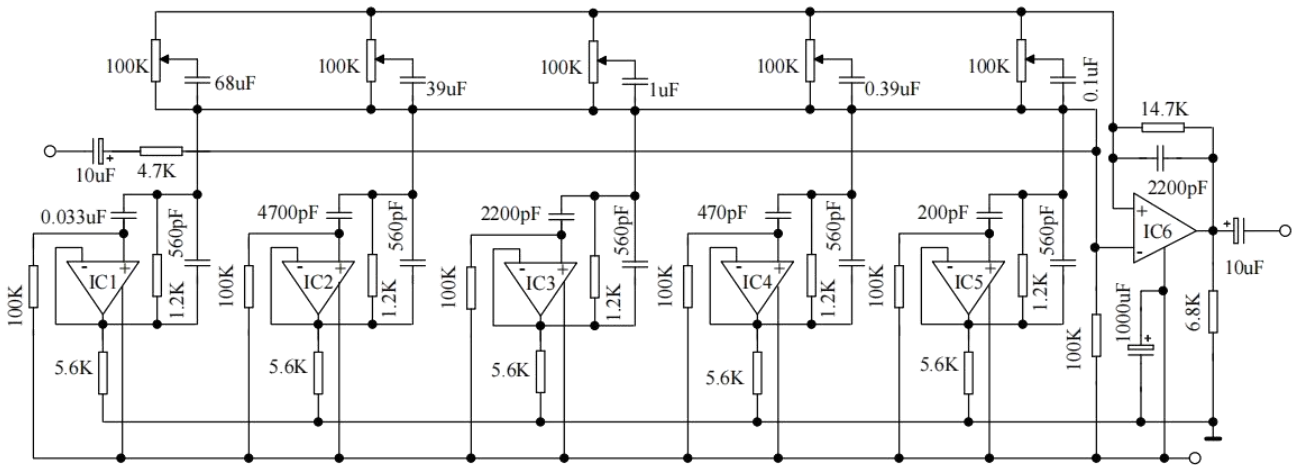 100K 68uF 100K 39uF 100K 1uF 100K 0.39uF 100K 0.1uF
14.7K
10uF + 4.7K
2200pF
0.033uF 560pF 4700pF 560pF 2200pF 560pF 470pF 560pF 200pF 560pF
+ IC6 -
10uF +
100K - + IC1 1.2K 100K - + IC2 1.2K 100K - + IC3 1.2K 100K - + IC4 1.2K 100K - + IC5 1.2K
100K 1000uF + 6.8K
5.6K 5.6K 5.6K 5.6K 5.6K